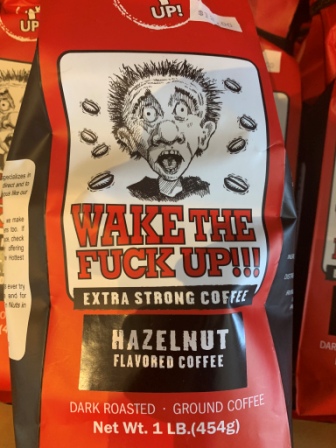 UP!
WAKE THE
FUCK UP!!!
EXTRA STRONG COFFEE
HAZELNUT
FLAVORED COFFEE
DARK ROASTED · GROUND COFFEE
Net Wt. 1 LB.(454g)